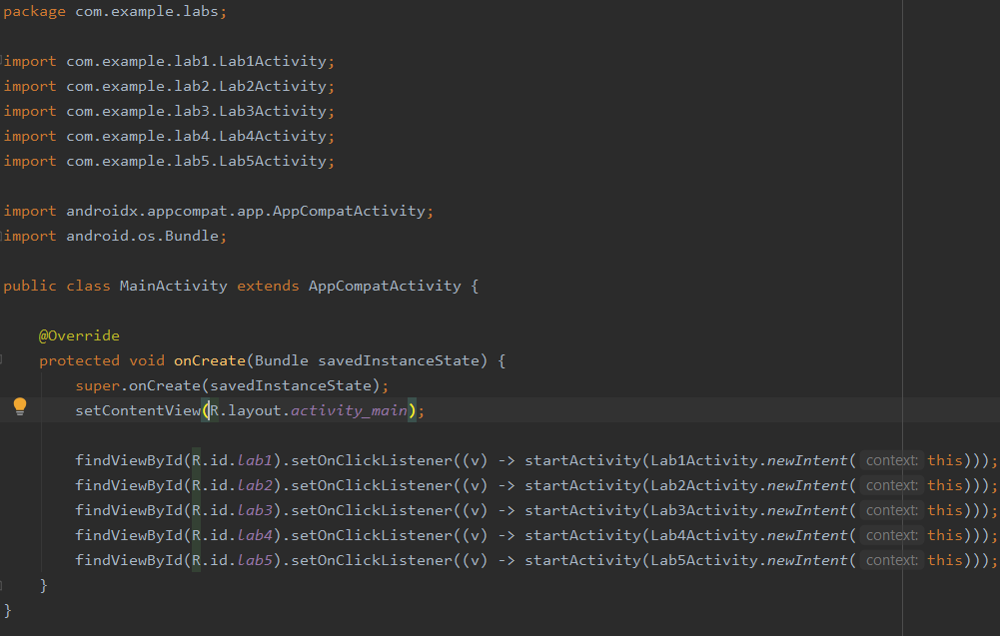 package com.example.labs;
import com.example.lab1.Lab1Activity;
import com.example.lab2.Lab2Activity;
import com.example.lab3.Lab3Activity;
import com.example.lab4.Lab4Activity;
import com.example.lab5.Lab5Activity;
import androidx.appcompat.app.AppCompatActivity;
import android.os.Bundle;
public class MainActivity extends AppCompatActivity {
@Override
protected void onCreate(Bundle savedInstanceState) {
super.onCreate(savedInstanceState);
setContentView(R.layout.activity_main);
findViewById(R.id.lab1).setOnClickListener((v) -> startActivity(Lab1Activity.newIntent( context: this)));
findViewById(R.id.lab2).setOnClickListener((v) -> startActivity(Lab2Activity.newIntent( context: this)));
findViewById(R.id.lab3).setOnClickListener((v) -> startActivity(Lab3Activity.newIntent( context: this)));
findViewById(R.id.lab4).setOnClickListener((v) -> startActivity(Lab4Activity.newIntent( context: this)));
findViewById(R.id.lab5).setOnClickListener((v) -> startActivity(Lab5Activity.newIntent( context: this)));
}
}